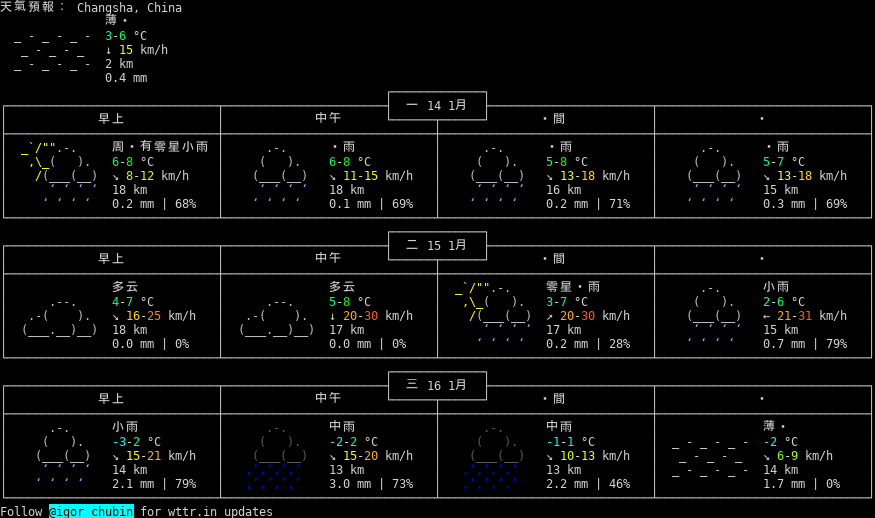 天氣預報： Changsha, China
薄・
3-6 °C
↓ 15 km/h
2 km
0.4 mm
一 14 1月
早上 中午 ・間 ・
周・有零星小雨 ・雨 ・雨 ・雨
6-8 °C 6-8 °C 5-8 °C 5-7 °C
↘ 8-12 km/h ↘ 11-15 km/h ↘ 13-18 km/h ↘ 13-18 km/h
18 km 18 km 16 km 15 km
0.2 mm | 68% 0.1 mm | 69% 0.2 mm | 71% 0.3 mm | 69%
二 15 1月
早上 中午 ・間 ・
多云 多云 零星・雨 小雨
4-7 °C 5-8 °C 3-7 °C 2-6 °C
↘ 16-25 km/h ↓ 20-30 km/h ↗ 20-30 km/h ← 21-31 km/h
18 km 17 km 17 km 15 km
0.0 mm | 0% 0.0 mm | 0% 0.2 mm | 28% 0.7 mm | 79%
三 16 1月
早上 中午 ・間 ・
小雨 中雨 中雨 薄・
-3-2 °C -2-2 °C -1-1 °C -2 °C
↘ 15-21 km/h ↘ 15-20 km/h ↘ 10-13 km/h ↘ 6-9 km/h
14 km 13 km 13 km 14 km
2.1 mm | 79% 3.0 mm | 73% 2.2 mm | 46% 1.7 mm | 0%
Follow @igor_chubin for wttr.in updates